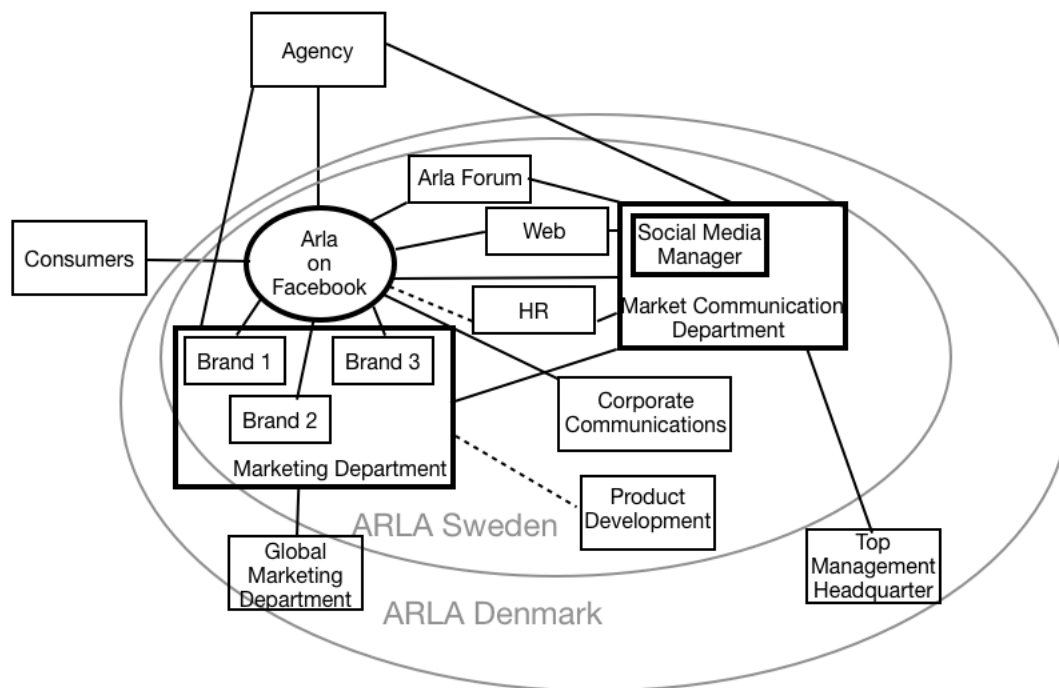 Agency
Arla Forum
Web
Social Media
Manager
Consumers
Arla
on
Facebook
HR
Market Communication
Department
Brand 1
Brand 3
Brand 2
Corporate
Communications
Marketing Department
Product
Development
ARLA Sweden
Global
Marketing
Department
Top
Management
Headquarter
ARLA Denmark